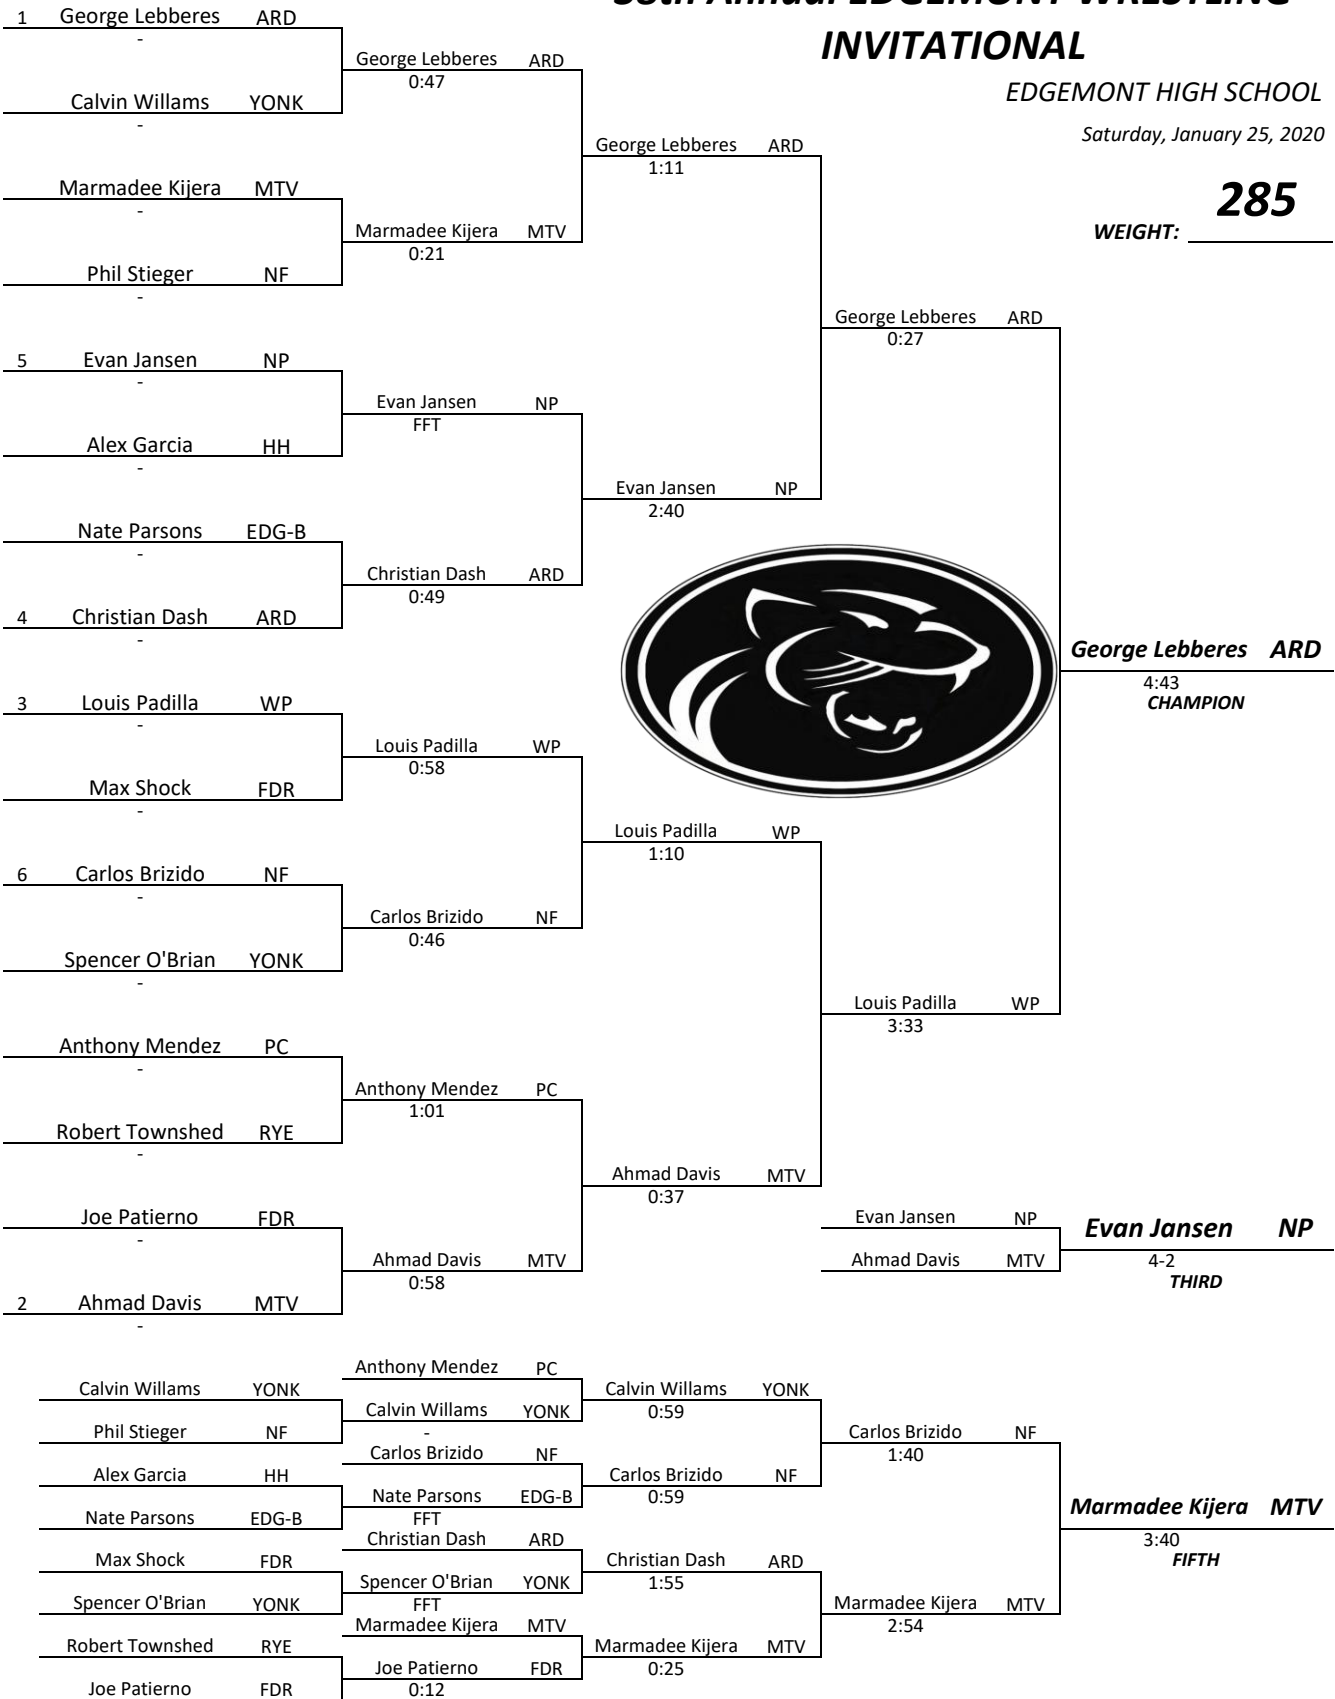 38th Annual EDGEMONT WRESTLING
INVITATIONAL
EDGEMONT HIGH SCHOOL
Saturday, January 25, 2020
285
WEIGHT:
1 George Lebberes ARD
-
Calvin Willams YONK
-
Marmadee Kijera MTV
-
Phil Stieger NF
-
5 Evan Jansen NP
-
Alex Garcia HH
-
Nate Parsons EDG-B
-
4 Christian Dash ARD
-
3 Louis Padilla WP
-
Max Shock FDR
-
6 Carlos Brizido NF
-
Spencer O'Brian YONK
-
Anthony Mendez PC
-
Robert Townshed RYE
-
Joe Patierno FDR
-
2 Ahmad Davis MTV
-
George Lebberes ARD
0:47
Marmadee Kijera MTV
0:21
Evan Jansen NP
FFT
Christian Dash ARD
0:49
Louis Padilla WP
0:58
Carlos Brizido NF
0:46
Anthony Mendez PC
1:01
Ahmad Davis MTV
0:58
George Lebberes ARD
1:11
Evan Jansen NP
2:40
Louis Padilla WP
1:10
Ahmad Davis MTV
0:37
George Lebberes ARD
0:27
Louis Padilla WP
3:33
George Lebberes ARD
4:43
CHAMPION
Evan Jansen NP
Ahmad Davis MTV
Evan Jansen NP
4-2
THIRD
Calvin Willams YONK
Phil Stieger NF
Alex Garcia HH
Nate Parsons EDG-B
Max Shock FDR
Spencer O'Brian YONK
Robert Townshed RYE
Joe Patierno FDR
Anthony Mendez PC
Calvin Willams YONK
-
Carlos Brizido NF
Nate Parsons EDG-B
FFT
Christian Dash ARD
Spencer O'Brian YONK
FFT
Marmadee Kijera MTV
Joe Patierno FDR
0:12
Calvin Willams YONK
0:59
Carlos Brizido NF
0:59
Christian Dash ARD
1:55
Marmadee Kijera MTV
0:25
Carlos Brizido NF
1:40
Marmadee Kijera MTV
2:54
Marmadee Kijera MTV
3:40
FIFTH